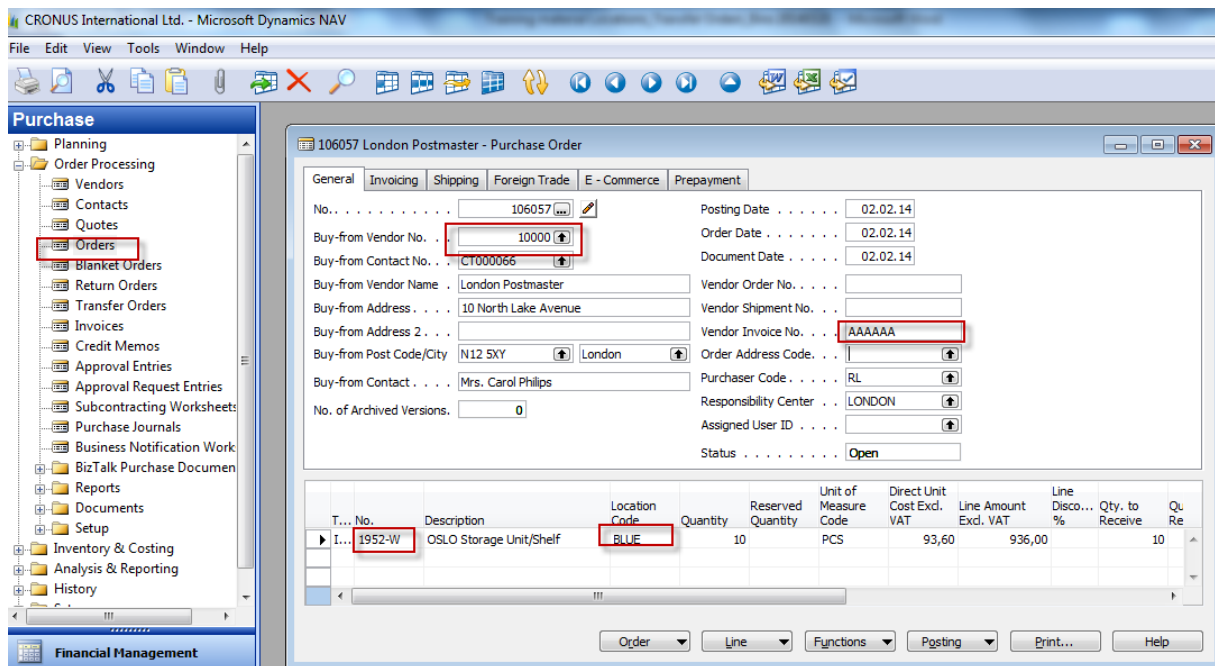 CRONUS International Ltd. - Microsoft Dynamics NAV
File Edit View Tools Window Help
Purchase
Planning
Order Processing
Vendors
Contacts
Quotes
Orders
Blanket Orders
Return Orders
Transfer Orders
Invoices
Credit Memos
Approval Entries
Approval Request Entries
Subcontracting Worksheets
Purchase Journals
Business Notification Work
BizTalk Purchase Documen
Reports
Documents
Setup
Inventory & Costing
Analysis & Reporting
History
Financial Management
106057 London Postmaster - Purchase Order
General Invoicing Shipping Foreign Trade E - Commerce Prepayment
No. . . . . . . . . . . . 106057 ...
Buy-from Vendor No. . . 10000
Buy-from Contact No. . . CT000066
Buy-from Vendor Name . London Postmaster
Buy-from Address . . . . 10 North Lake Avenue
Buy-from Address 2 . . .
Buy-from Post Code/City N12 5XY London
Buy-from Contact . . . . Mrs. Carol Philips
No. of Archived Versions. 0
Posting Date . . . . . . 02.02.14
Order Date . . . . . . . 02.02.14
Document Date . . . . . 02.02.14
Vendor Order No. . . . .
Vendor Shipment No. . .
Vendor Invoice No. . . . AAAAAA
Order Address Code. . .
Purchaser Code . . . . . RL
Responsibility Center . . LONDON
Assigned User ID . . . .
Status . . . . . . . . . Open
T... No. Description Location Code Quantity Reserved Quantity Unit of Measure Code Direct Unit Cost Excl. VAT Line Amount Excl. VAT Line Disco... % Qty. to Receive Qu Re
I... 1952-W OSLO Storage Unit/Shelf BLUE 10 PCS 93,60 936,00 10
Order Line Functions Posting Print... Help